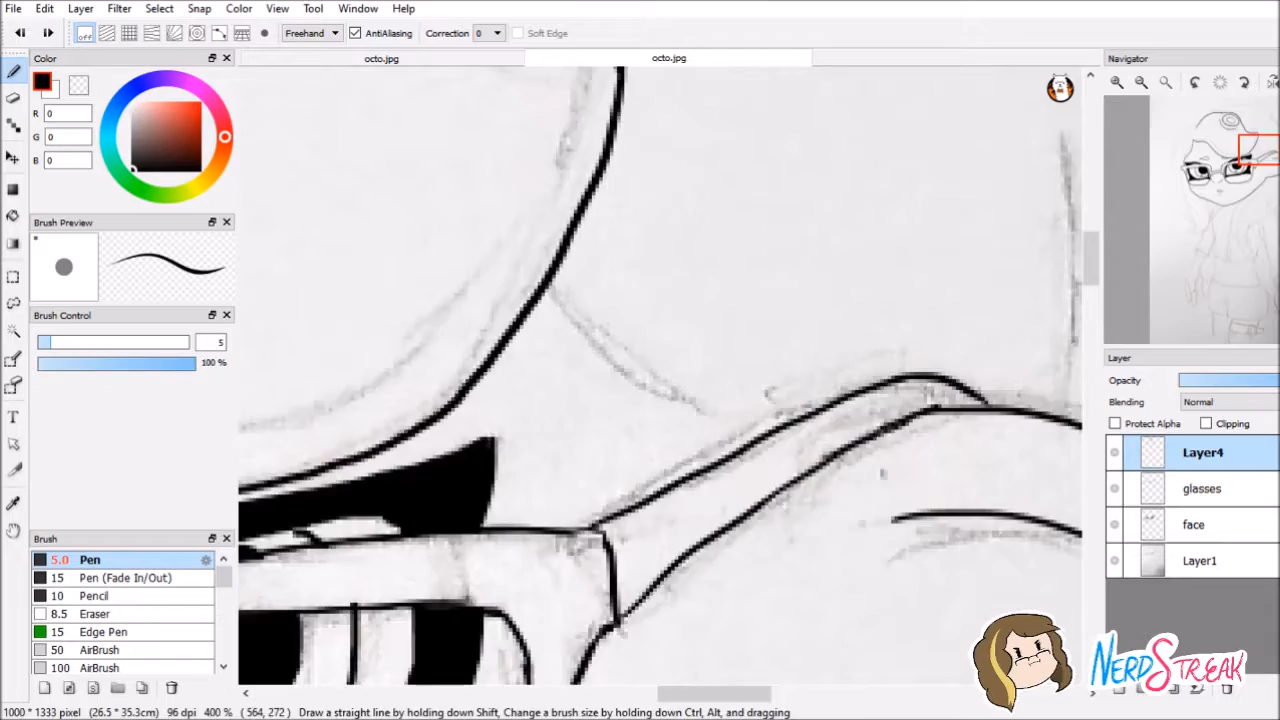 File Edit Layer Filter Select Snap Color View Tool Window Help
off Freehand AntiAliasing Correction 0 Soft Edge
Color
octo.jpg
octo.jpg
Navigator
R 0
G 0
B 0
Brush Preview
Brush Control
5
100 %
Layer
Opacity
Blending Normal
Protect Alpha Clipping
Layer4
glasses
face
Layer1
Brush
5.0 Pen
15 Pen (Fade In/Out)
10 Pencil
8.5 Eraser
15 Edge Pen
50 AirBrush
100 AirBrush
NerdStreak
1000 * 1333 pixel (26.5 * 35.3cm) 96 dpi 400 % ( 564, 272 ) Draw a straight line by holding down Shift, Change a brush size by holding down Ctrl, Alt, and dragging